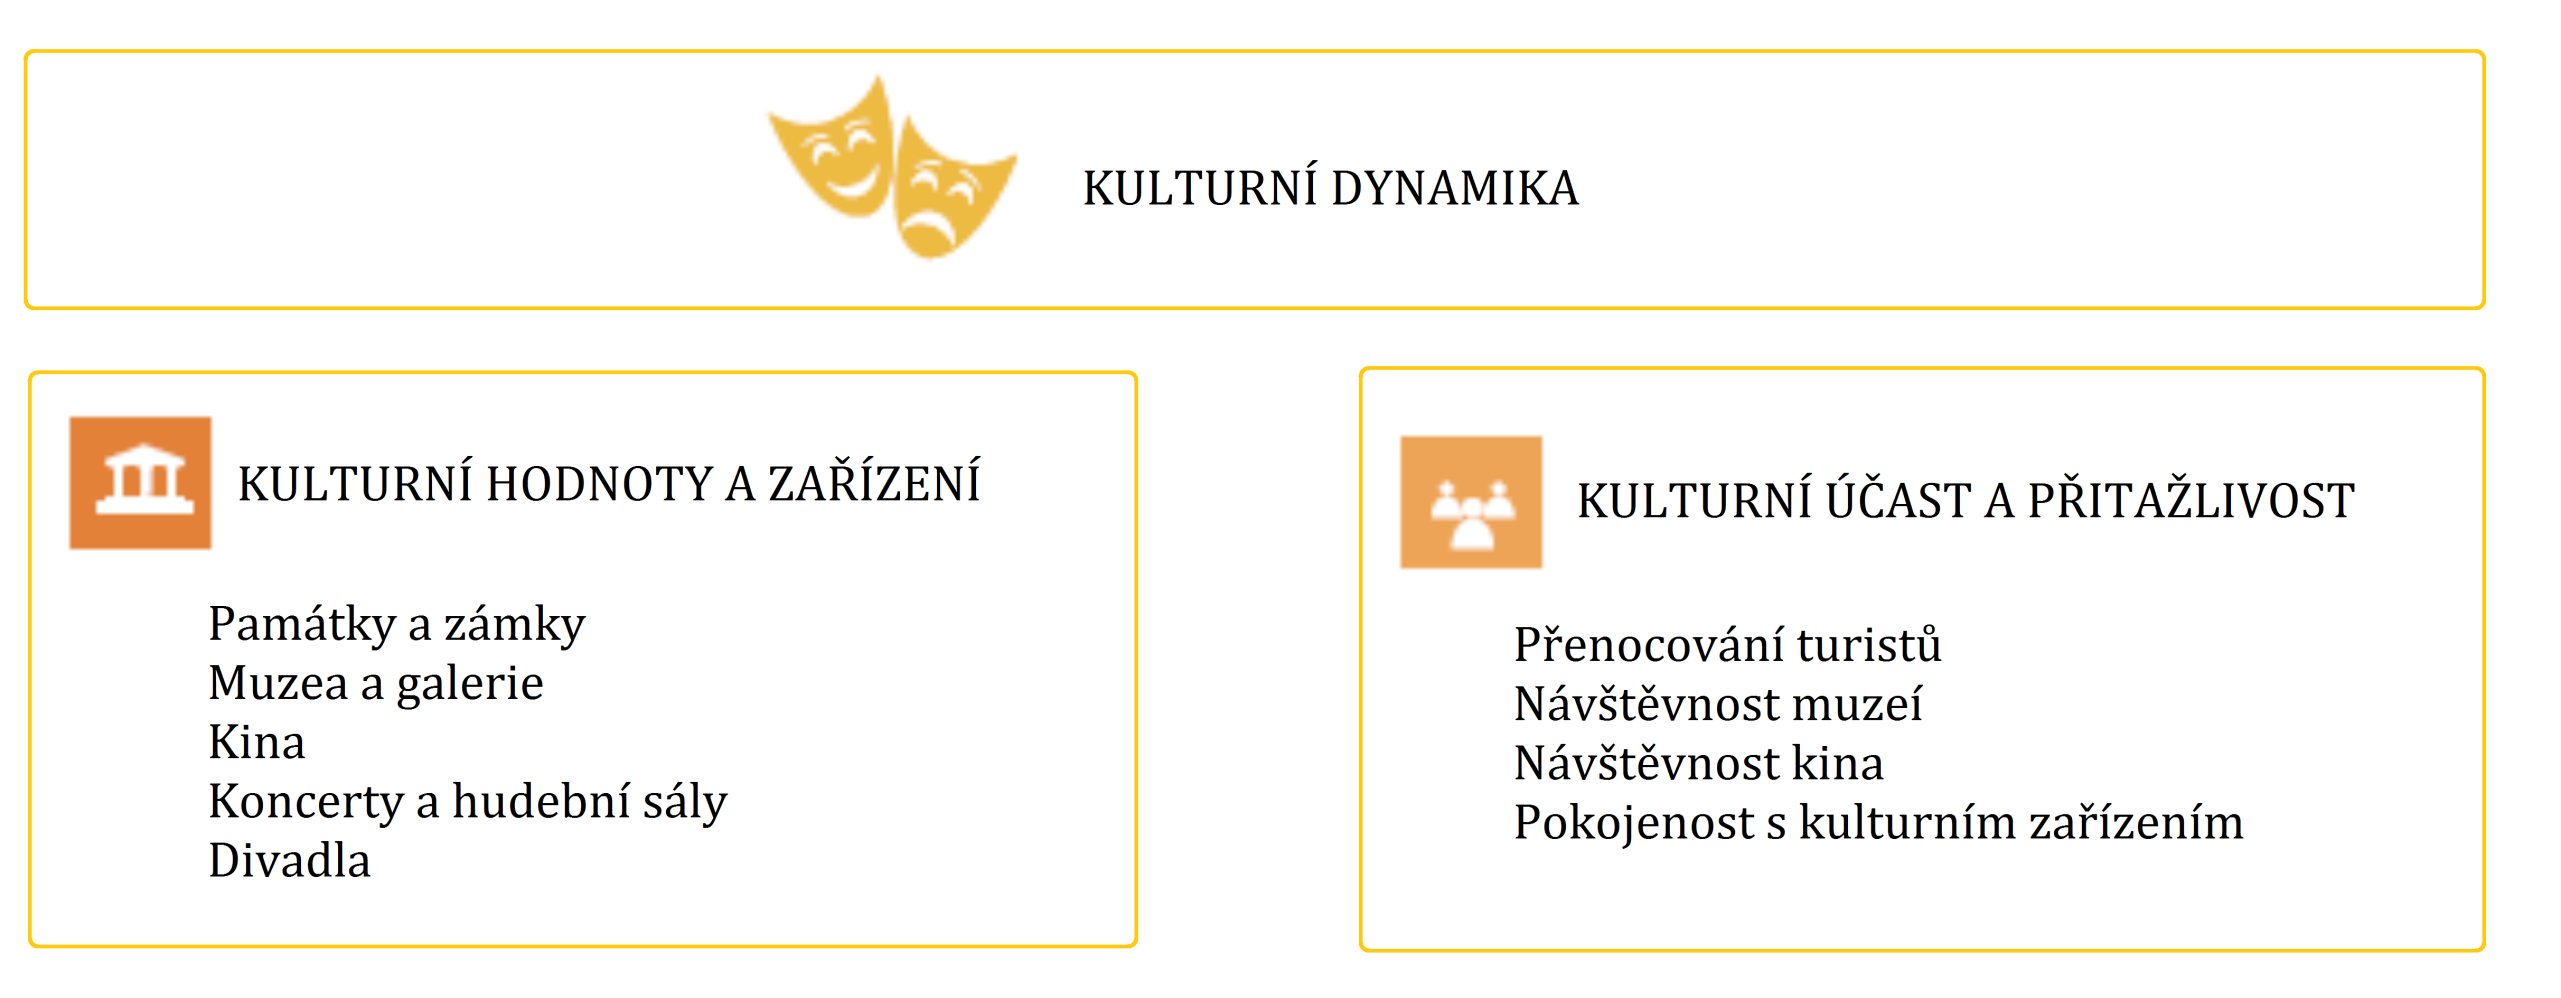 KULTURNÍ DYNAMIKA
KULTURNÍ HODNOTY A ZAŘÍZENÍ
Památky a zámky
Muzea a galerie
Kina
Koncerty a hudební sály
Divadla
KULTURNÍ ÚČAST A PŘITAŽLIVOST
Přenocování turistů
Návštěvnost muzeí
Návštěvnost kina
Pokojenost s kulturním zařízením